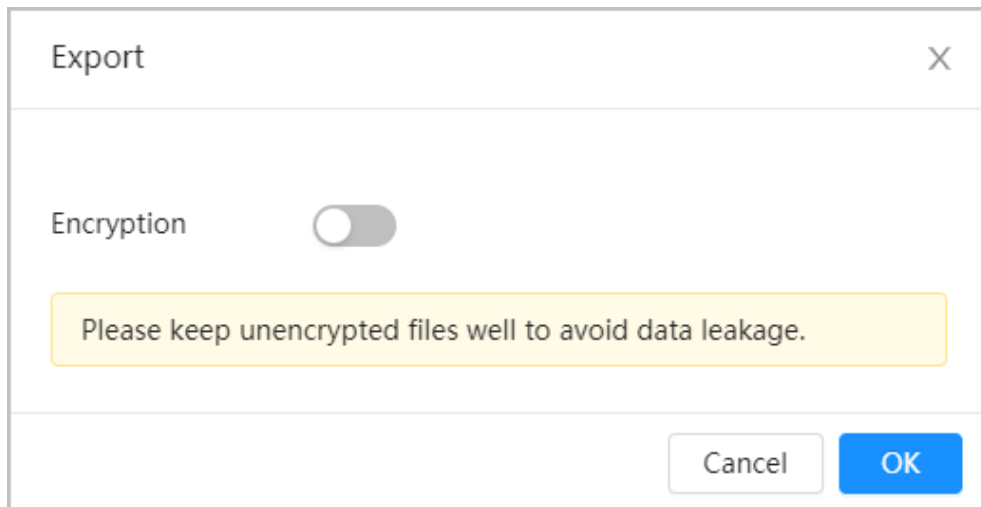 Export
Encryption
Please keep unencrypted files well to avoid data leakage.
Cancel OK